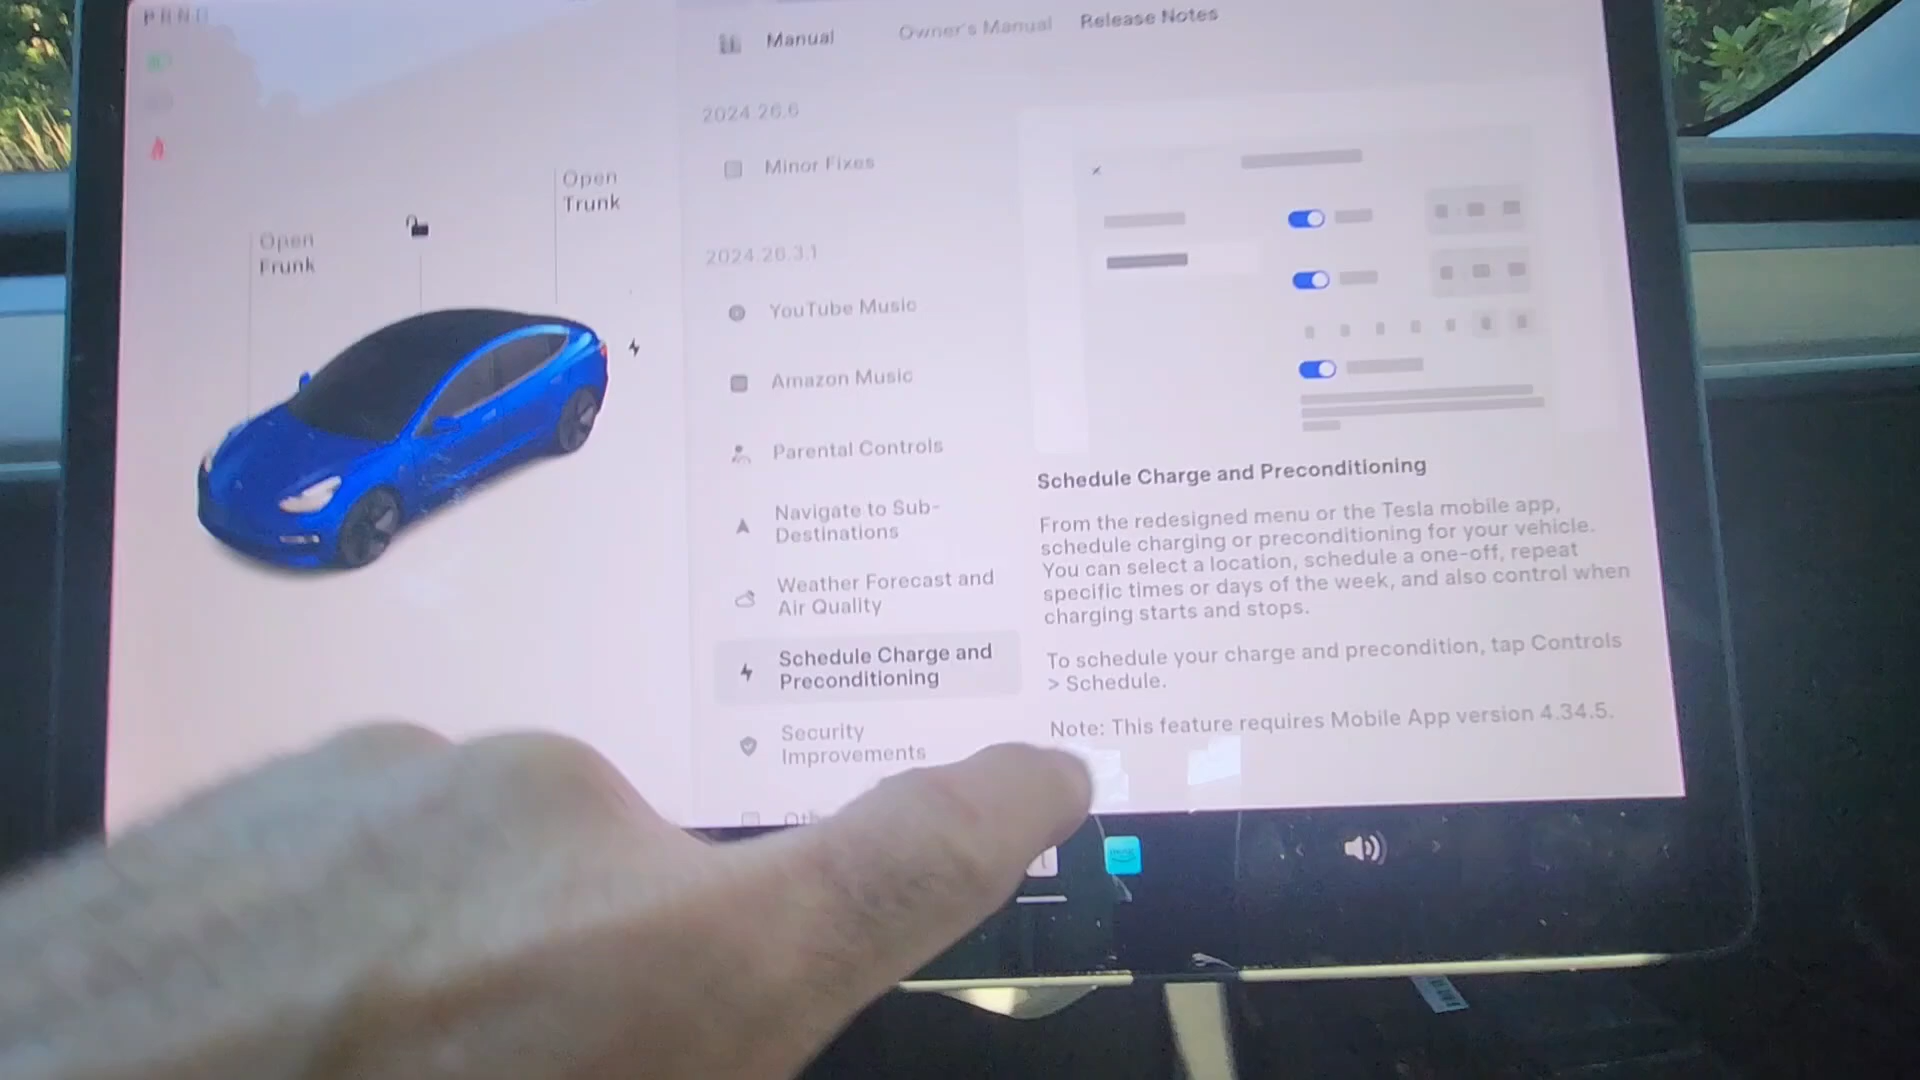 PRND
Manual
Owner's Manual
Release Notes
2024.26.6
Minor Fixes
Open
Trunk
Open
Frunk
2024.26.3.1
YouTube Music
Amazon Music
Parental Controls
Navigate to Sub-
Destinations
Weather Forecast and
Air Quality
Schedule Charge and
Preconditioning
Security
Improvements
Schedule Charge and Preconditioning
From the redesigned menu or the Tesla mobile app,
schedule charging or preconditioning for your vehicle.
You can select a location, schedule a one-off, repeat
specific times or days of the week, and also control when
charging starts and stops.
To schedule your charge and precondition, tap Controls
> Schedule.
Note: This feature requires Mobile App version 4.34.5.